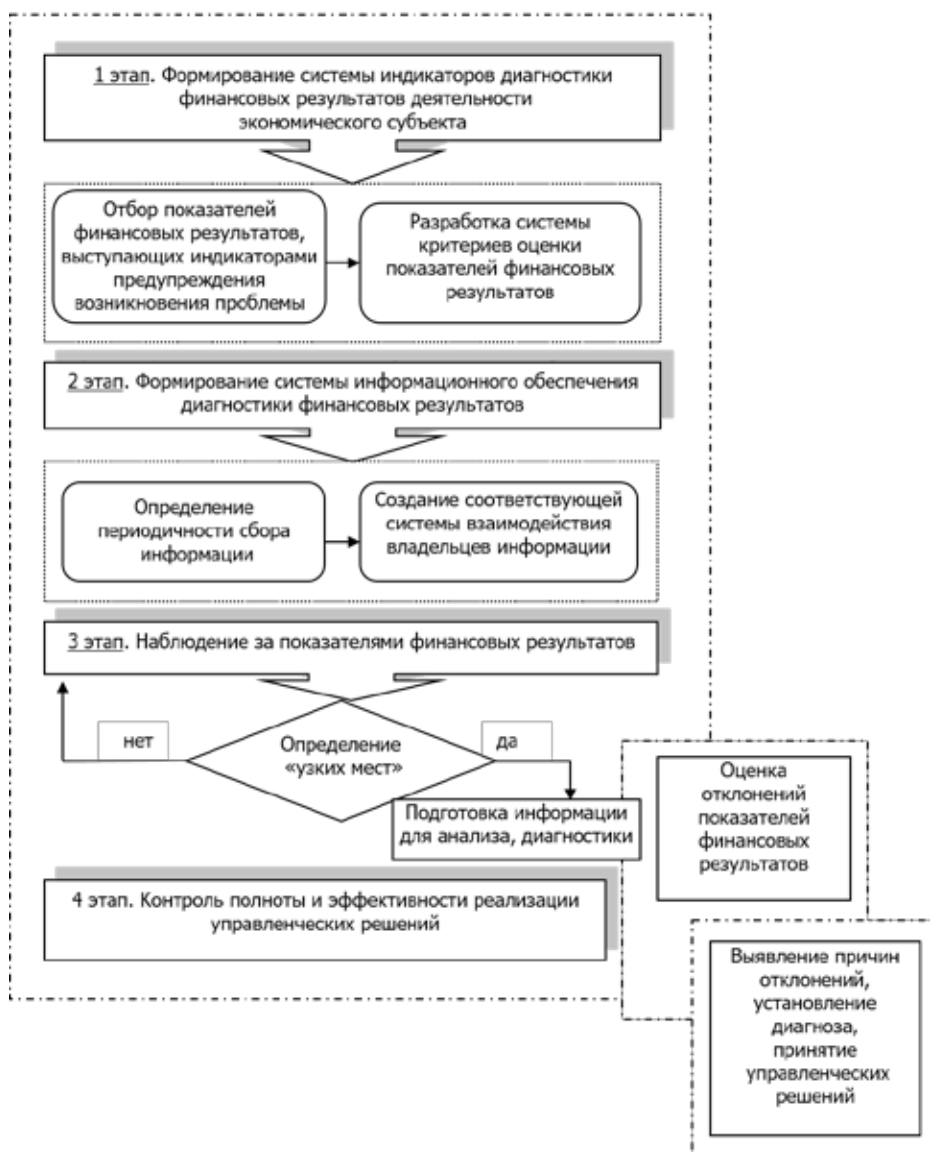 1 этап. Формирование системы индикаторов диагностики
финансовых результатов деятельности
экономического субъекта
Отбор показателей
финансовых результатов,
выступающих индикаторами
предупреждения
возникновения проблемы
Разработка системы
критериев оценки
показателей финансовых
результатов
2 этап. Формирование системы информационного обеспечения
диагностики финансовых результатов
Определение
периодичности сбора
информации
Создание соответствующей
системы взаимодействия
владельцев информации
3 этап. Наблюдение за показателями финансовых результатов
нет
Определение
«узких мест»
да
Подготовка информации
для анализа, диагностики
Оценка
отклонений
показателей
финансовых
результатов
4 этап. Контроль полноты и эффективности реализации
управленческих решений
Выявление причин
отклонений,
установление
диагноза,
принятие
управленческих
решений